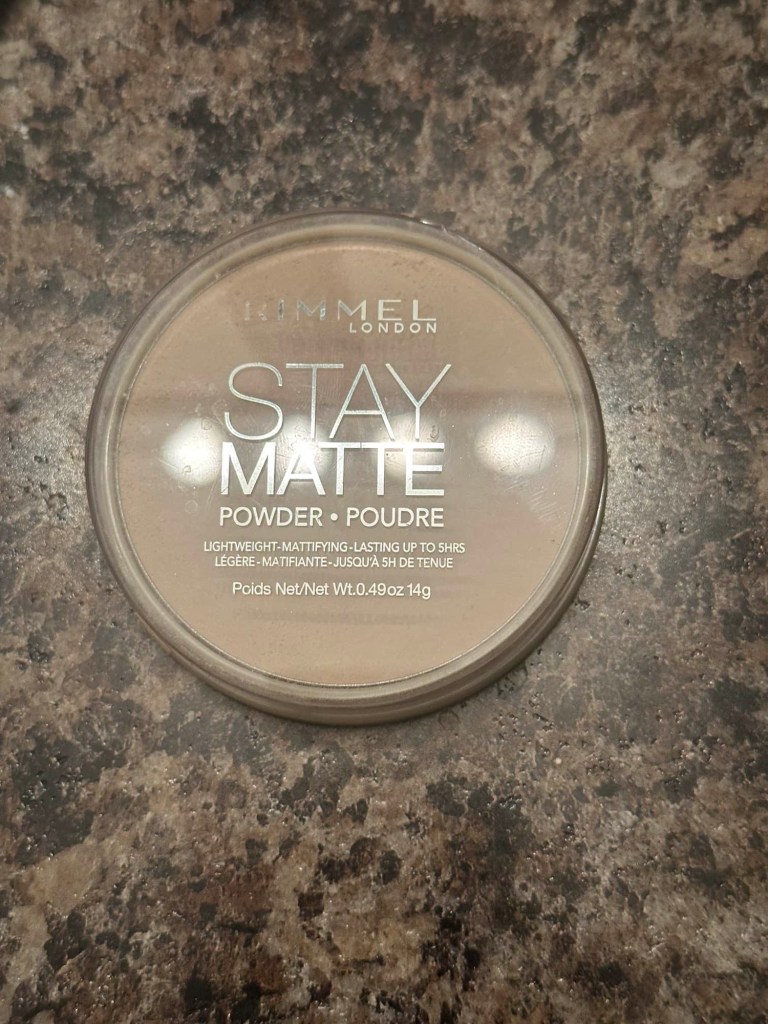 RIMMEL
LONDON
STAY
MATTE
POWDER • POUDRE
LIGHTWEIGHT-MATTIFYING-LASTING UP TO 5HRS
LÉGÈRE-MATIFIANTE-JUSQU'À 5H DE TENUE
Poids Net/Net Wt.0.49oz 14g